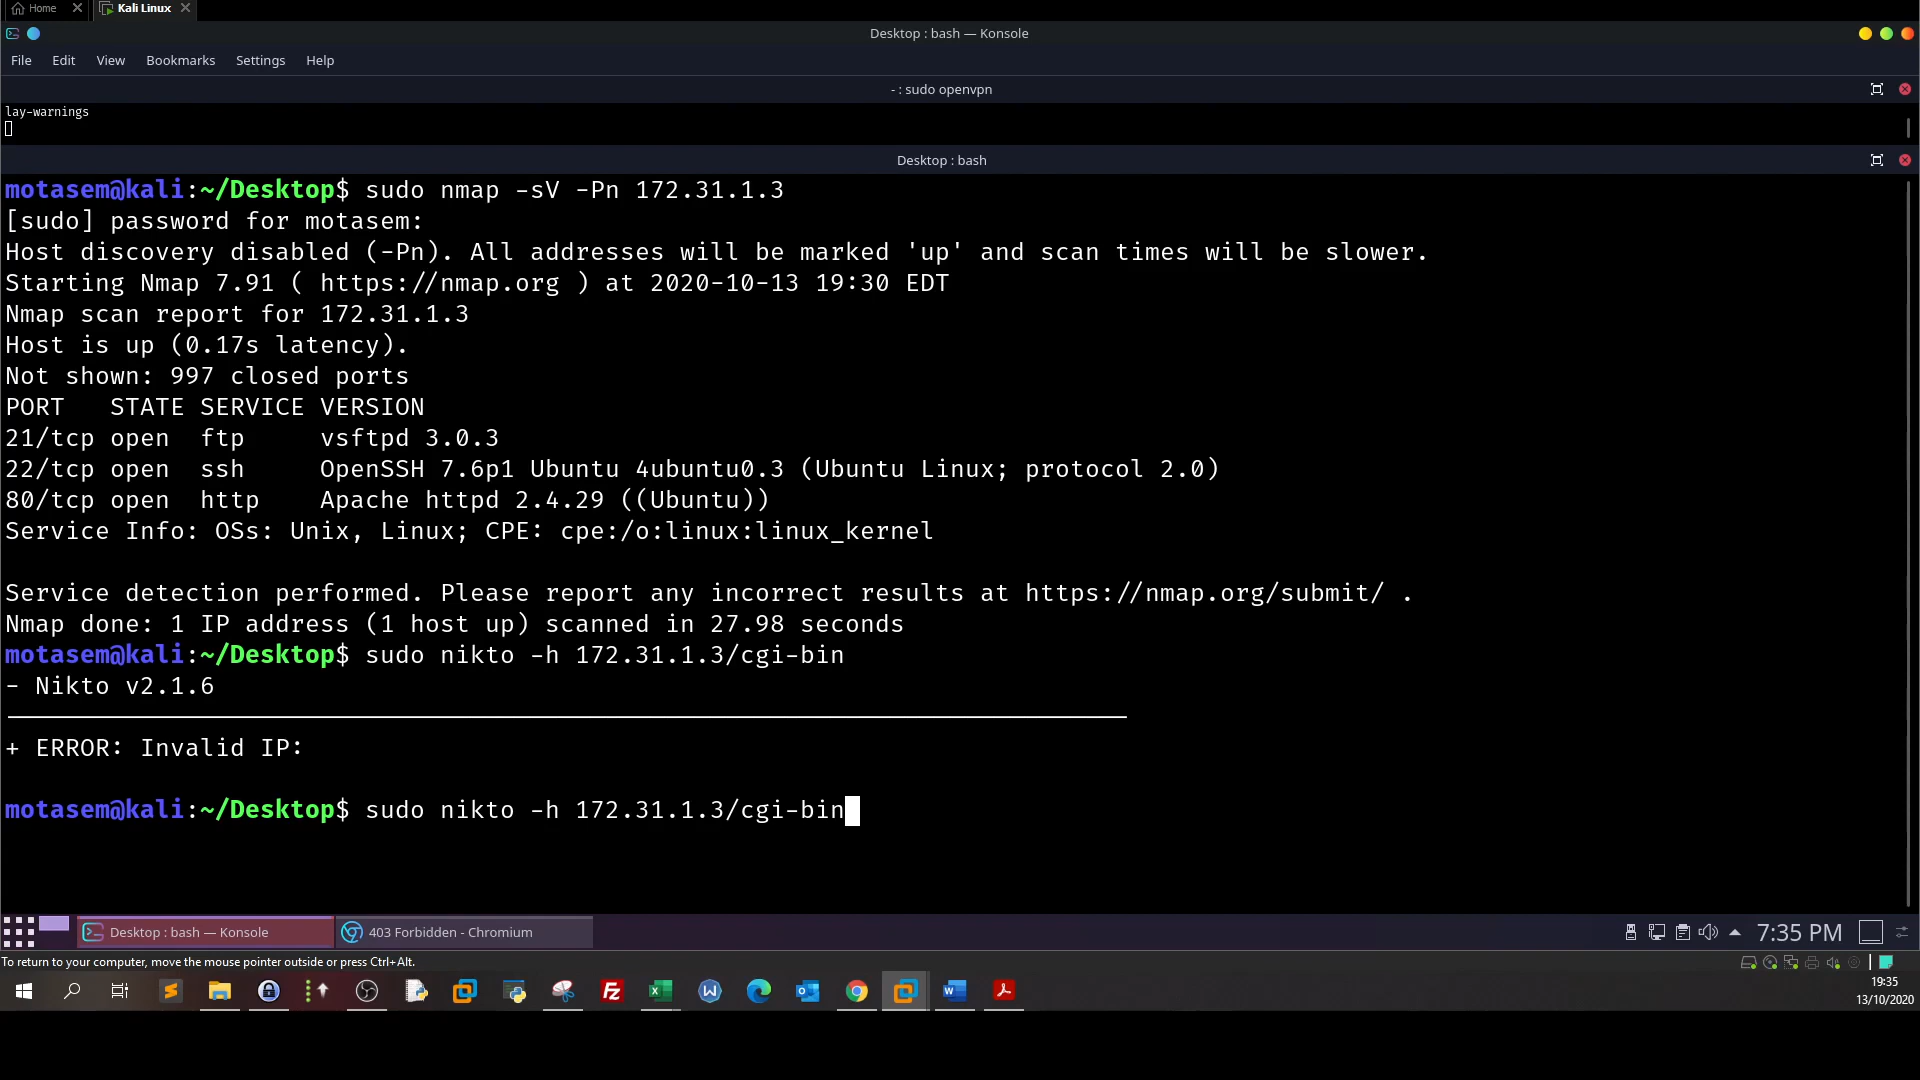 Home
Kali Linux
Desktop : bash — Konsole
File Edit View Bookmarks Settings Help
- : sudo openvpn
lay-warnings
Desktop : bash
motasem@kali:~/Desktop$ sudo nmap -sV -Pn 172.31.1.3
[sudo] password for motasem:
Host discovery disabled (-Pn). All addresses will be marked 'up' and scan times will be slower.
Starting Nmap 7.91 ( https://nmap.org ) at 2020-10-13 19:30 EDT
Nmap scan report for 172.31.1.3
Host is up (0.17s latency).
Not shown: 997 closed ports
PORT   STATE SERVICE VERSION
21/tcp open  ftp     vsftpd 3.0.3
22/tcp open  ssh     OpenSSH 7.6p1 Ubuntu 4ubuntu0.3 (Ubuntu Linux; protocol 2.0)
80/tcp open  http    Apache httpd 2.4.29 ((Ubuntu))
Service Info: OSs: Unix, Linux; CPE: cpe:/o:linux:linux_kernel
Service detection performed. Please report any incorrect results at https://nmap.org/submit/ .
Nmap done: 1 IP address (1 host up) scanned in 27.98 seconds
motasem@kali:~/Desktop$ sudo nikto -h 172.31.1.3/cgi-bin
- Nikto v2.1.6
+ ERROR: Invalid IP:
motasem@kali:~/Desktop$ sudo nikto -h 172.31.1.3/cgi-bin
Desktop : bash — Konsole
403 Forbidden - Chromium
7:35 PM
To return to your computer, move the mouse pointer outside or press Ctrl+Alt.
19:35
13/10/2020